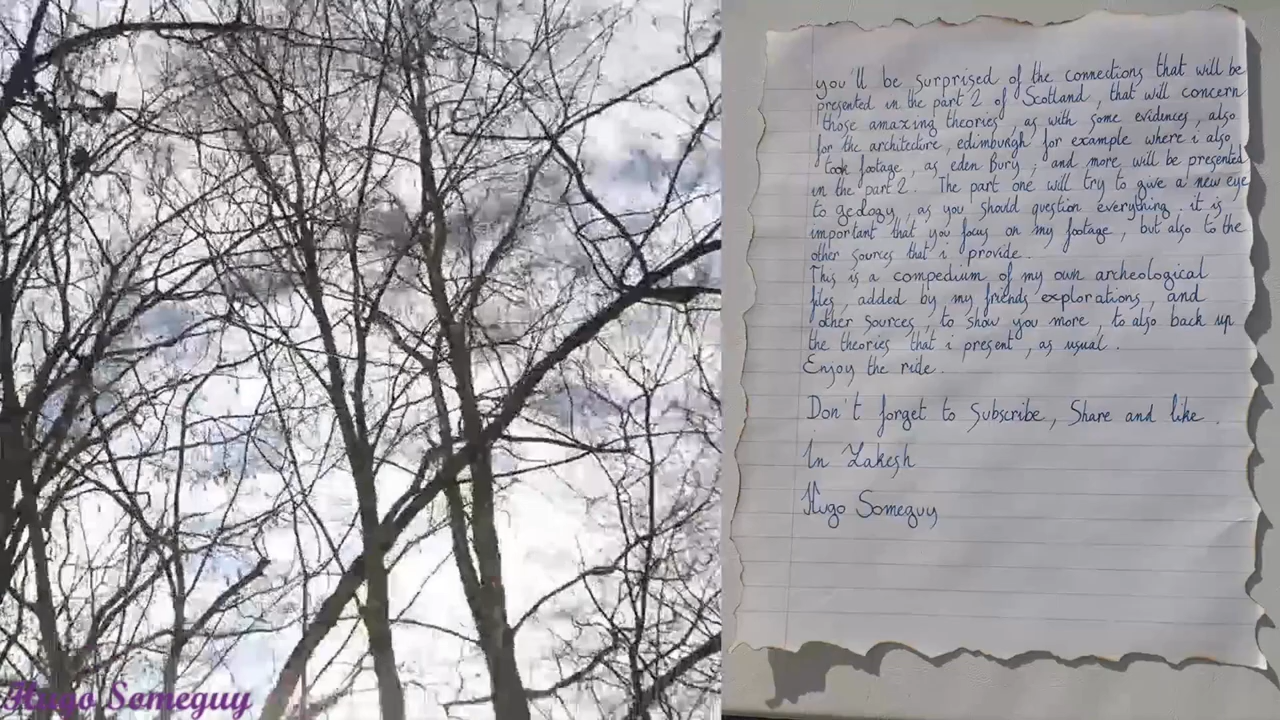 you'll be surprised of the connections that will be
presented in the part 2 of Scotland, that will concern
those amazing theories, as with some evidences, also
for the architecture, edimburgh for example where i also
took footage, as eden Bury, and more will be presented
in the part 2. The part one will try to give a new eye
to geology, as you should question everything. it is
important that you focus on my footage, but also to the
other sources that i provide.
This is a compedium of my own archeological
files, added by my friends explorations, and
other sources, to show you more, to also back up
the theories that i present, as usual.
Enjoy the ride.
Don't forget to Subscribe, Share and like.
In Lakesh
Hugo Someguy
Hugo Someguy